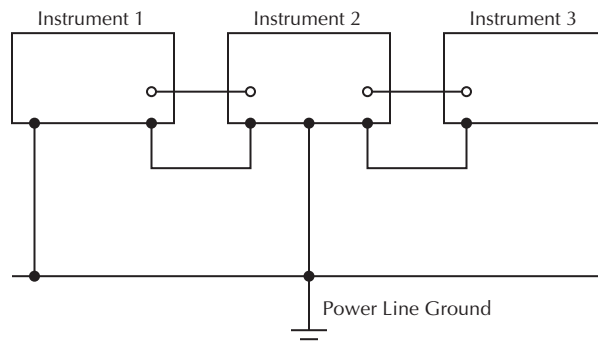 Instrument 1
Instrument 2
Instrument 3
Power Line Ground